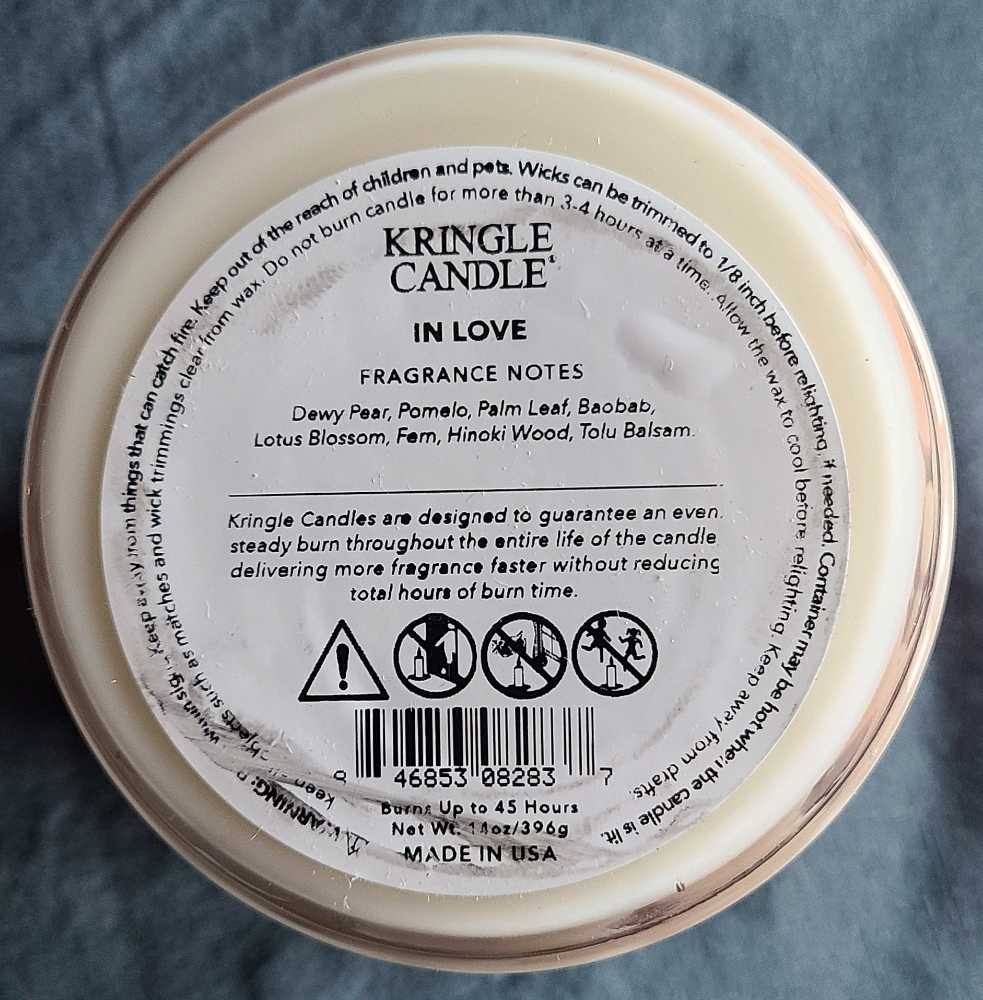 KRINGLE
CANDLE
IN LOVE
FRAGRANCE NOTES
Dewy Pear, Pomelo, Palm Leaf, Baobab,
Lotus Blossom, Fern, Hinoki Wood, Tolu Balsam.
Kringle Candles are designed to guarantee an even.
steady burn throughout the entire life of the candle
delivering more fragrance faster without reducing
total hours of burn time.
8 46853 08283 7
Burns Up to 45 Hours
Net Wt. 14oz/396g
MADE IN USA
WARNING: within sight. Keep away from things that can catch fire. Keep out of the reach of children and pets. Wicks can be trimmed to 1/8 inch before relighting, if needed. Container may be hot when the candle is lit.
Keep objects such as matches and wick trimmings clear from wax. Do not burn candle for more than 3-4 hours at a time. Allow the wax to cool before relighting. Keep away from drafts.